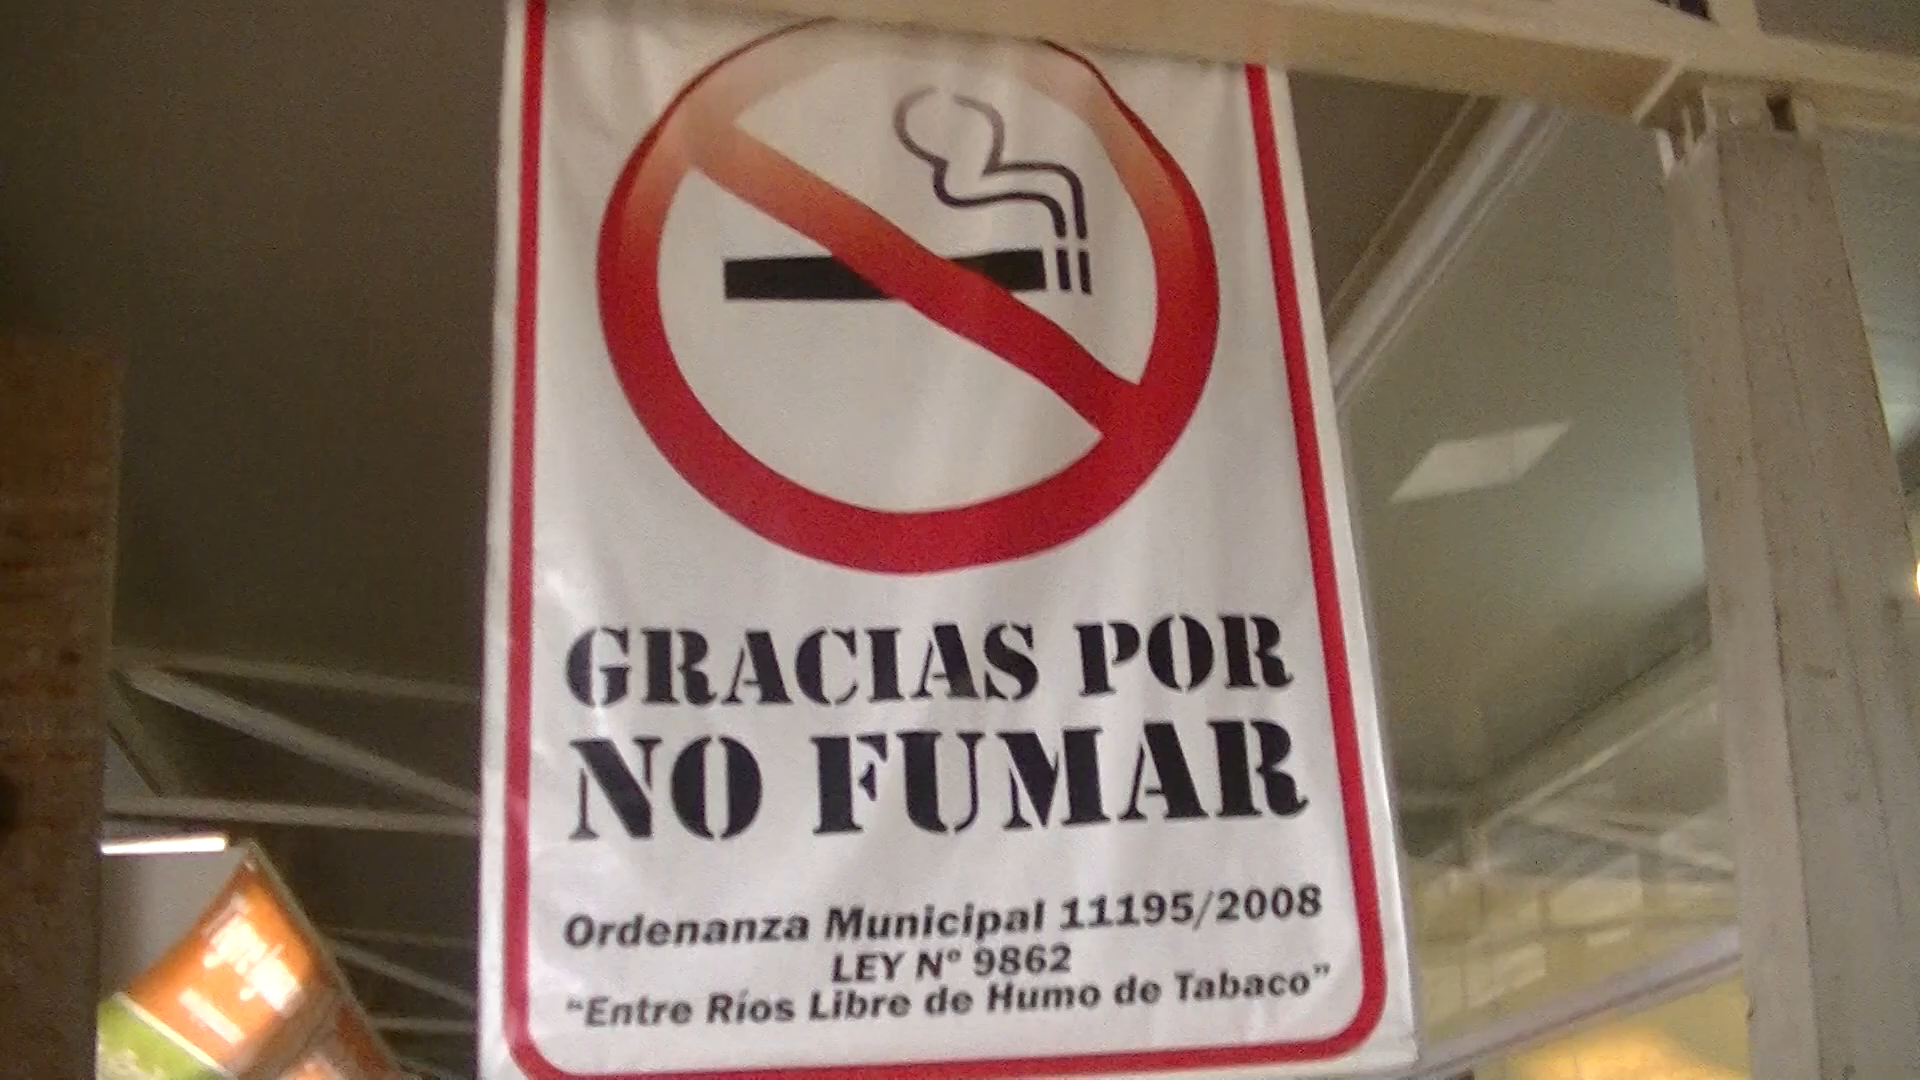 GRACIAS POR
NO FUMAR
Ordenanza Municipal 11195/2008
LEY Nº 9862
“Entre Ríos Libre de Humo de Tabaco”